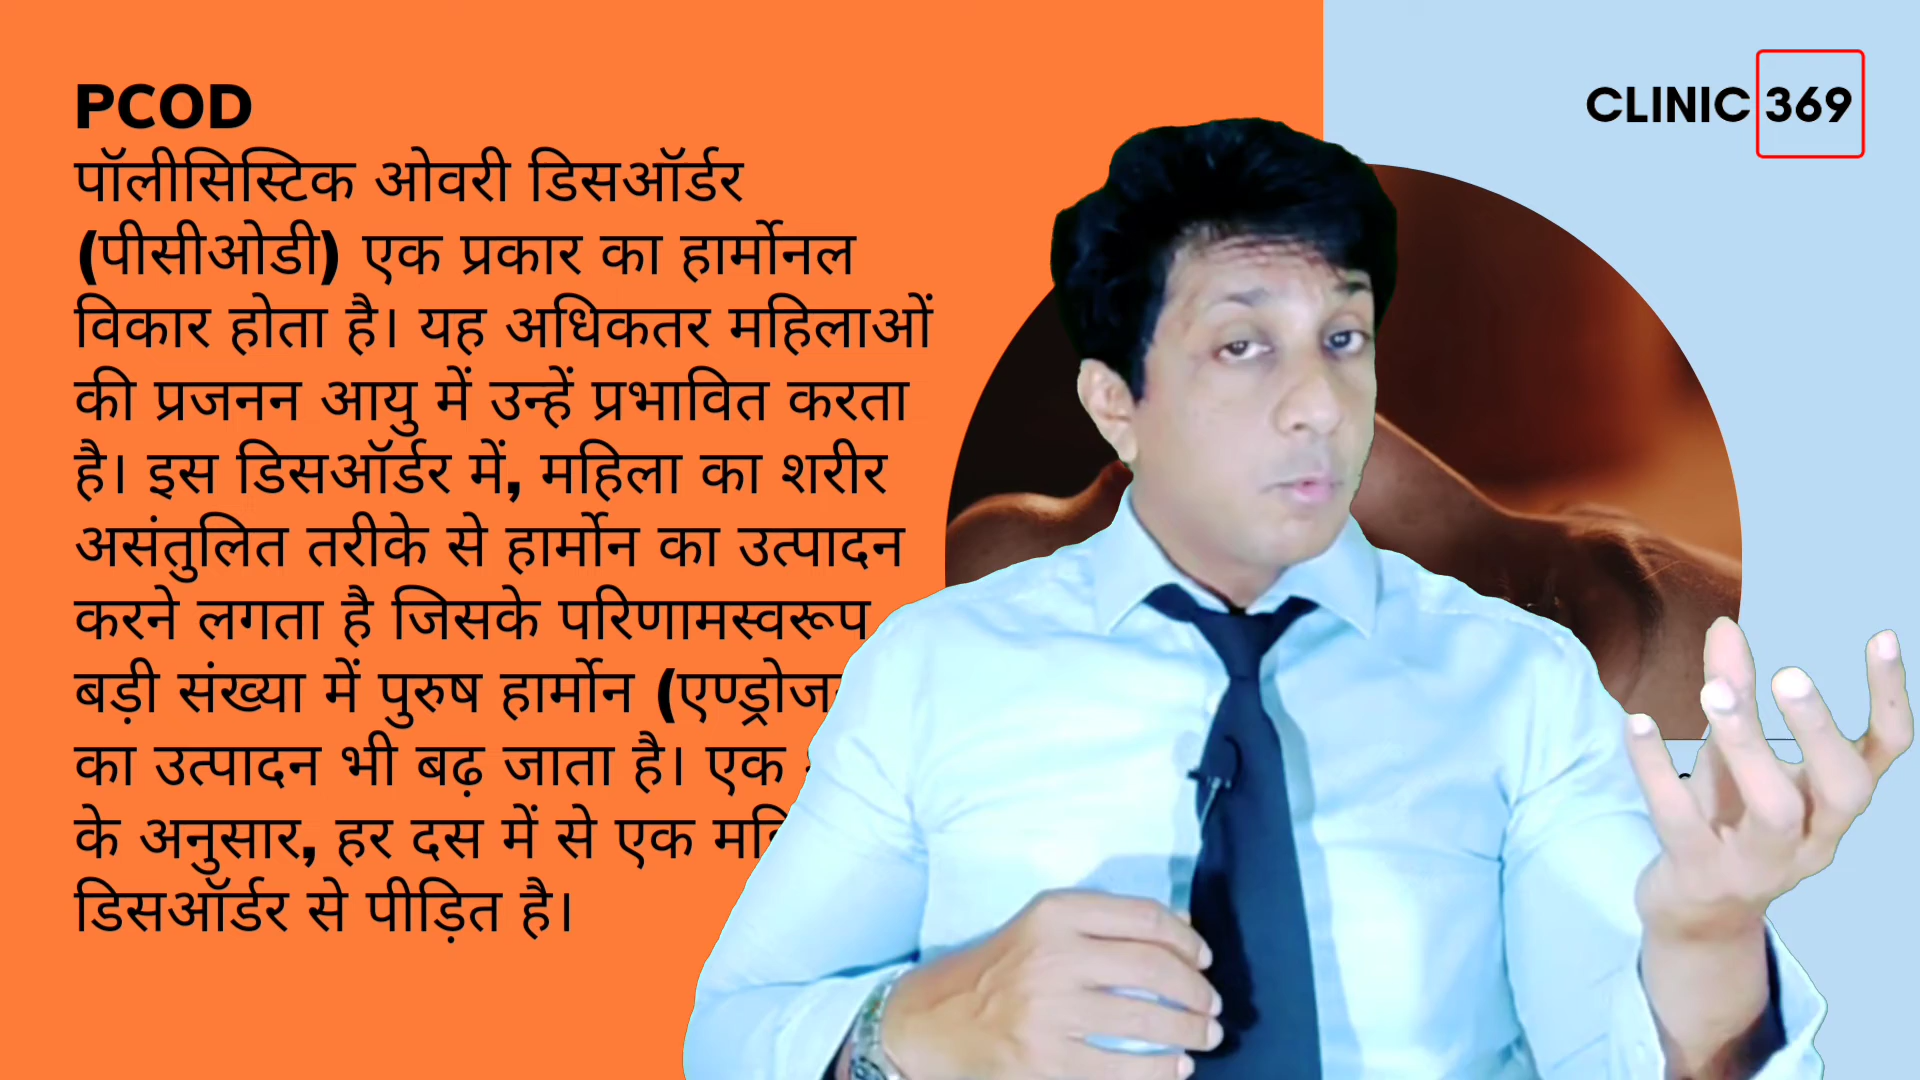 PCOD
पॉलीसिस्टिक ओवरी डिसऑर्डर
(पीसीओडी) एक प्रकार का हार्मोनल
विकार होता है। यह अधिकतर महिलाओं
की प्रजनन आयु में उन्हें प्रभावित करता
है। इस डिसऑर्डर में, महिला का शरीर
असंतुलित तरीके से हार्मोन का उत्पादन
करने लगता है जिसके परिणामस्वरूप
बड़ी संख्या में पुरुष हार्मोन
का उत्पादन भी बढ़ जाता है। एक
के अनुसार, हर दस में से एक
डिसऑर्डर से पीड़ित है।
CLINIC 369